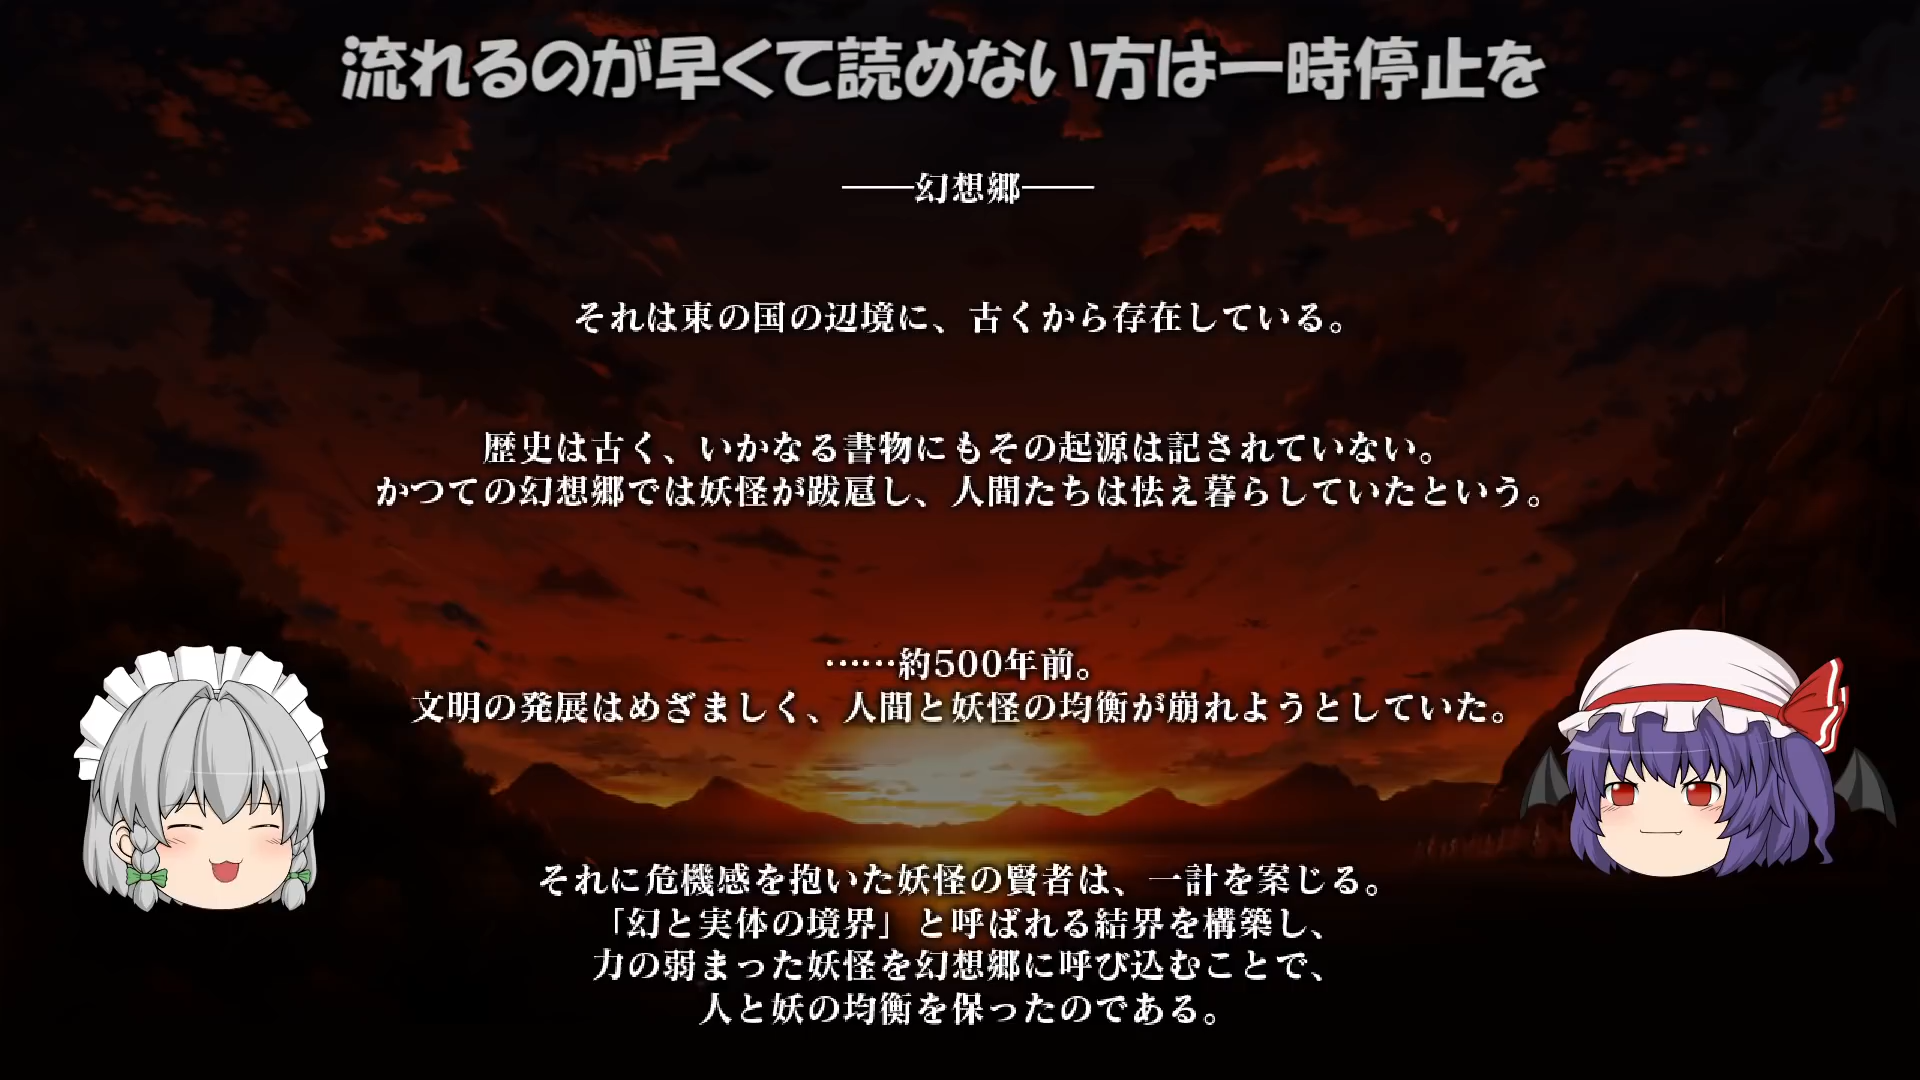 流れるのが早くて読めない方は一時停止を
――幻想郷――
それは東の国の辺境に、古くから存在している。
歴史は古く、いかなる書物にもその起源は記されていない。
かつての幻想郷では妖怪が跋扈し、人間たちは怯え暮らしていたという。
……約500年前。
文明の発展はめざましく、人間と妖怪の均衡が崩れようとしていた。
それに危機感を抱いた妖怪の賢者は、一計を案じる。
「幻と実体の境界」と呼ばれる結界を構築し、
力の弱まった妖怪を幻想郷に呼び込むことで、
人と妖の均衡を保ったのである。